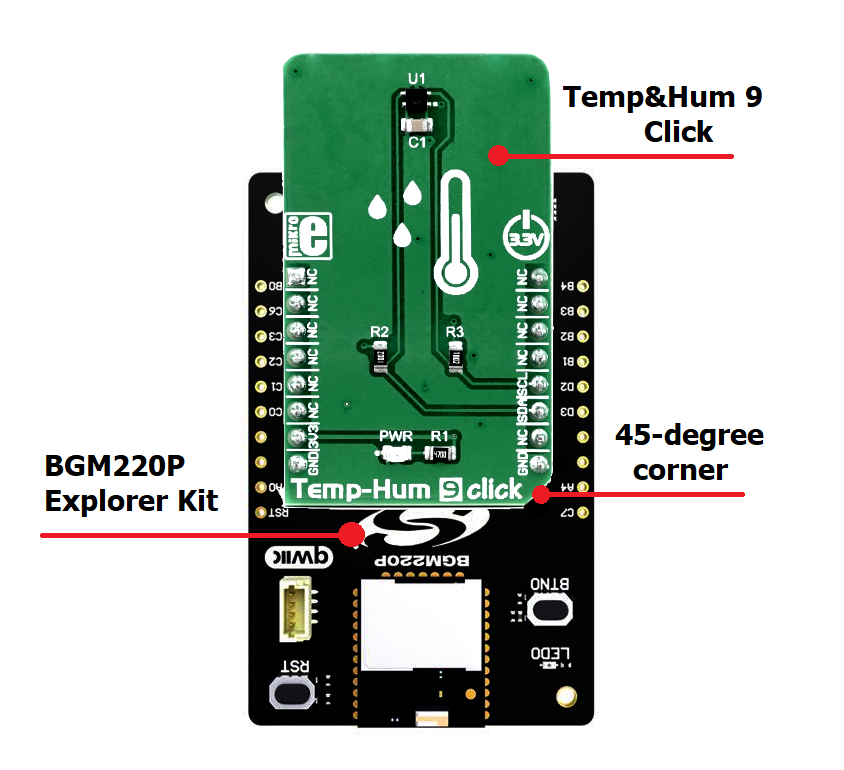 U1
C1
Temp&Hum 9
Click
mikro
e
3.3V
NC
NC
NC
NC
NC
NC
3V3
GND
NC
NC
NC
NC
SCL
SDA
NC
GND
R2
1002
R3
1002
PWR
R1
4700
Temp-Hum 9 click
B0
C6
C3
C2
C1
C0
A0
RST
B4
B3
B2
B1
D2
D3
A4
C7
45-degree
corner
BGM220P
Explorer Kit
qwiic
BGM220P
BTN0
LED0
RST